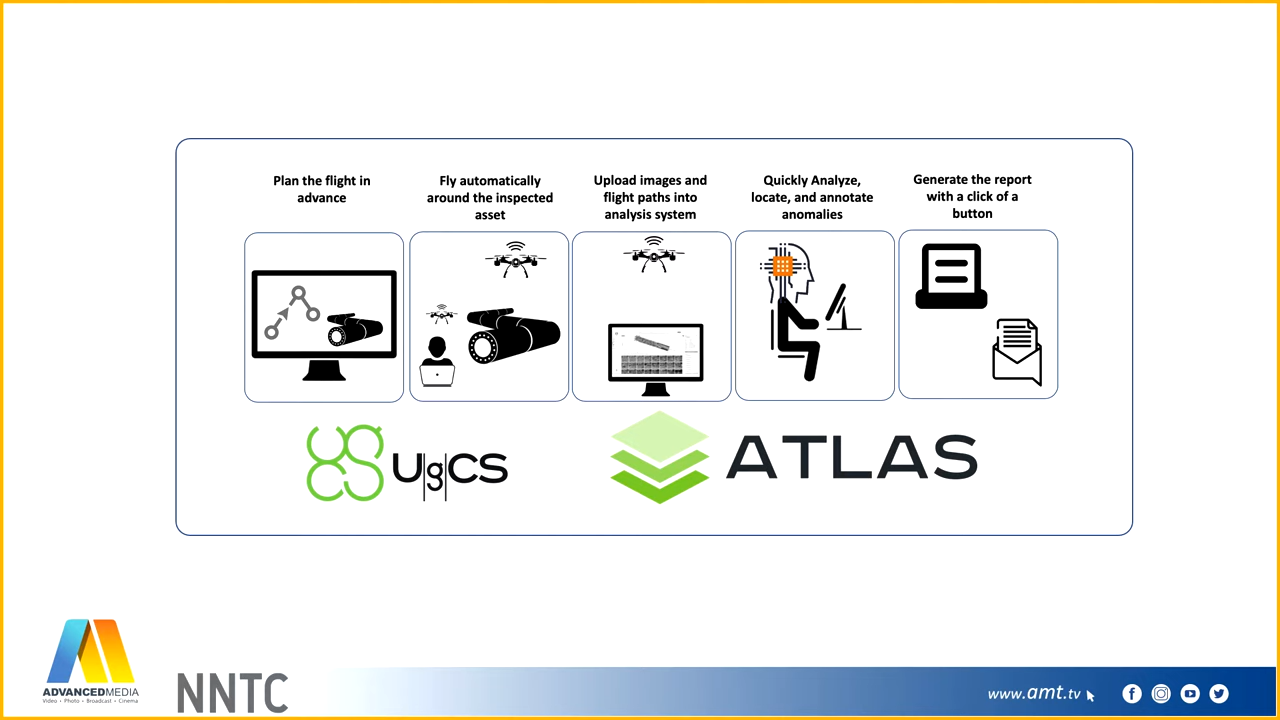 Plan the flight in
advance
Fly automatically
around the inspected
asset
Upload images and
flight paths into
analysis system
Quickly Analyze,
locate, and annotate
anomalies
Generate the report
with a click of a
button
UgCS
UgCS
ATLAS
ADVANCEDMEDIA
Video • Photo • Broadcast • Cinema
NNTC
www.amt.tv